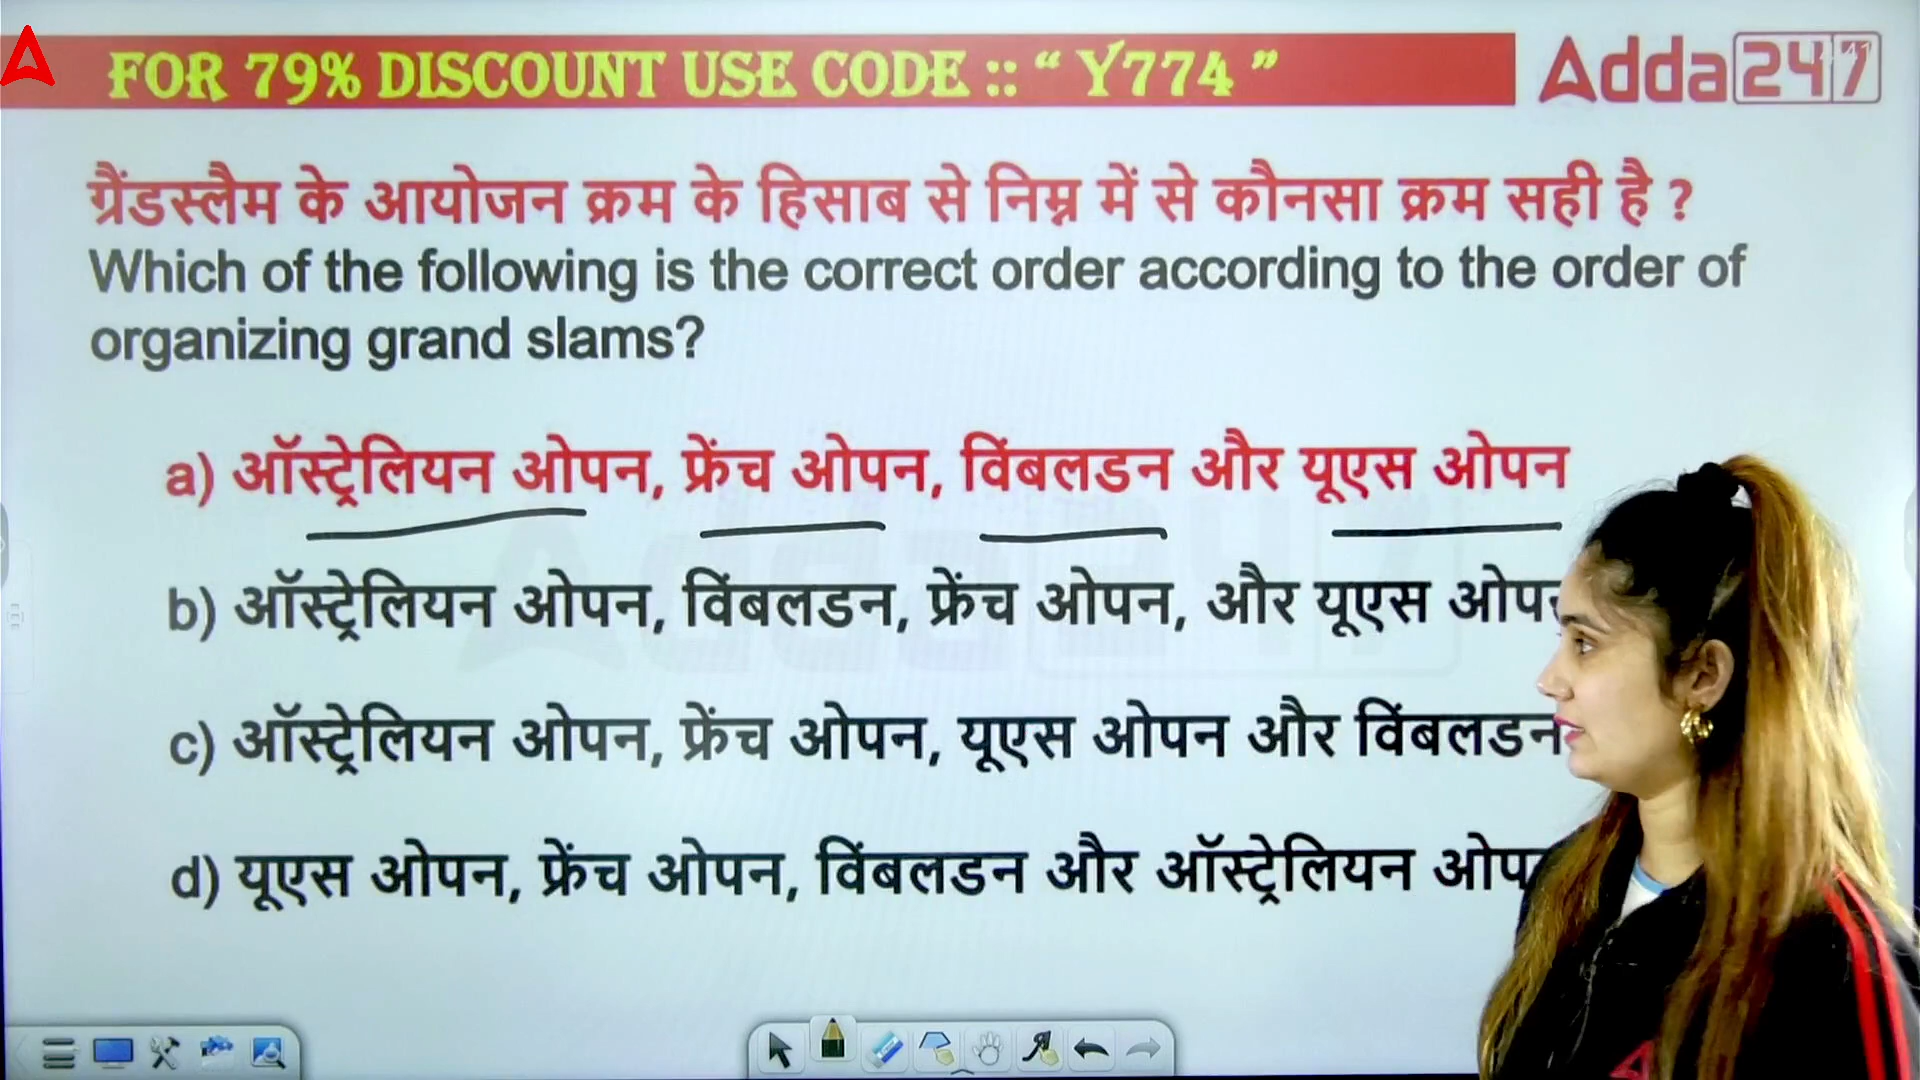 FOR 79% DISCOUNT USE CODE :: “ Y774 ”
Adda247
ग्रैंडस्लैम के आयोजन क्रम के हिसाब से निम्न में से कौनसा क्रम सही है ?
Which of the following is the correct order according to the order of
organizing grand slams?
a) ऑस्ट्रेलियन ओपन, फ्रेंच ओपन, विंबलडन और यूएस ओपन
b) ऑस्ट्रेलियन ओपन, विंबलडन, फ्रेंच ओपन, और यूएस
c) ऑस्ट्रेलियन ओपन, फ्रेंच ओपन, यूएस ओपन और विंबलडन
d) यूएस ओपन, फ्रेंच ओपन, विंबलडन और ऑस्ट्रेलियन